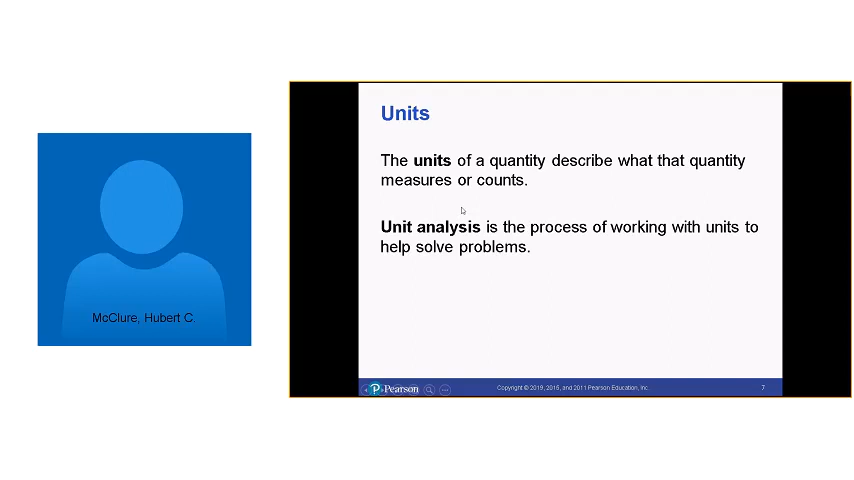 Units
The units of a quantity describe what that quantity
measures or counts.
Unit analysis is the process of working with units to
help solve problems.
McClure, Hubert C.
Pearson
Copyright © 2019, 2015, and 2011 Pearson Education, Inc.
7